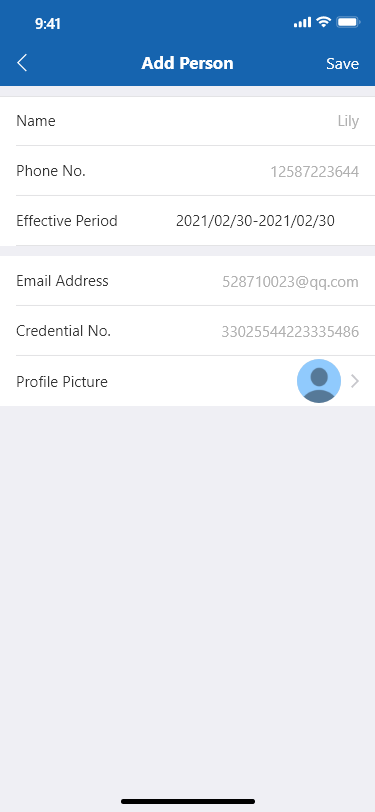 9:41
Add Person
Save
Name
Lily
Phone No.
12587223644
Effective Period
2021/02/30-2021/02/30
Email Address
528710023@qq.com
Credential No.
33025544223335486
Profile Picture